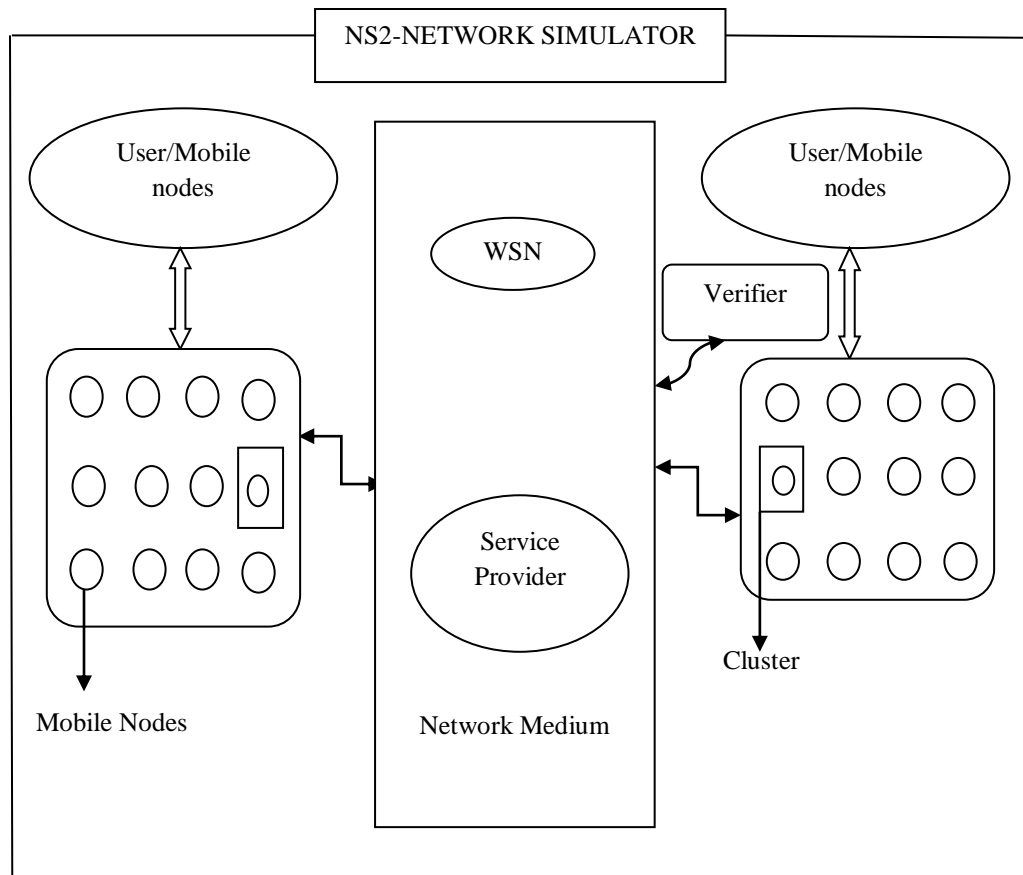 NS2-NETWORK SIMULATOR
User/Mobile
nodes
User/Mobile
nodes
WSN
Verifier
Service
Provider
Cluster
Mobile Nodes
Network Medium